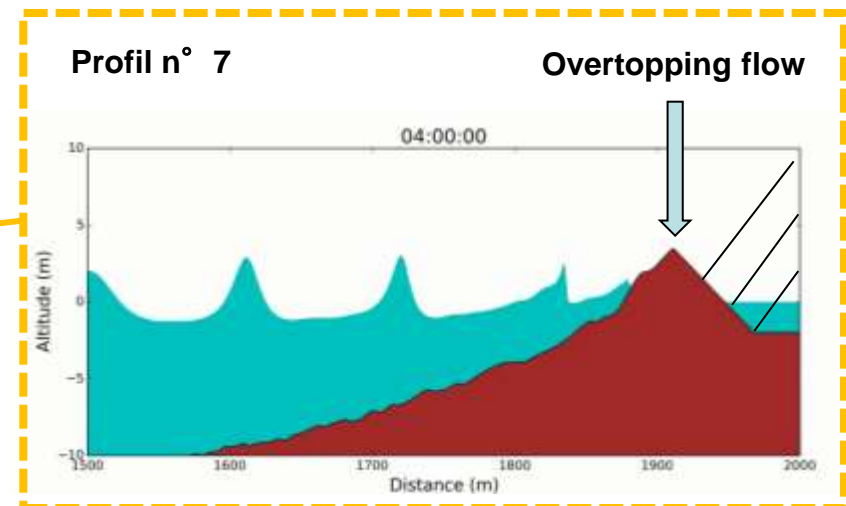 Profil n° 7
Overtopping flow
04:00:00
10
5
0
−5
−10
Altitude (m)
1500 1600 1700 1800 1900 2000
Distance (m)